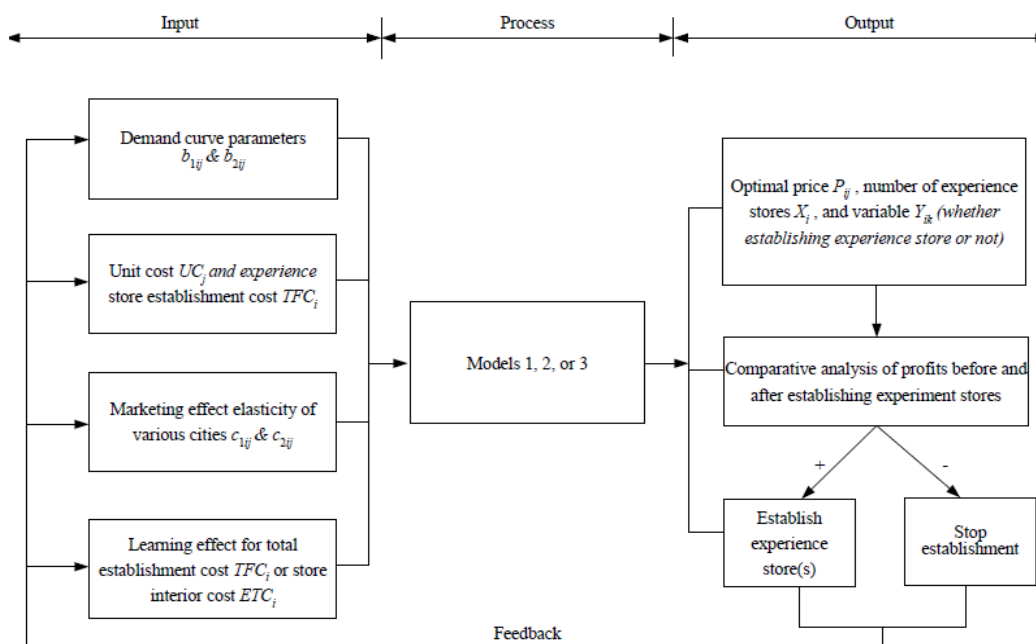 Input
Process
Output
Demand curve parameters
b1ij & b2ij
Unit cost UCj and experience
store establishment cost TFCi
Marketing effect elasticity of
various cities c1ij & c2ij
Learning effect for total
establishment cost TFCi or store
interior cost ETCi
Models 1, 2, or 3
Optimal price Pij , number of experience
stores Xi , and variable Yik (whether
establishing experience store or not)
Comparative analysis of profits before and
after establishing experiment stores
+
-
Establish
experience
store(s)
Stop
establishment
Feedback